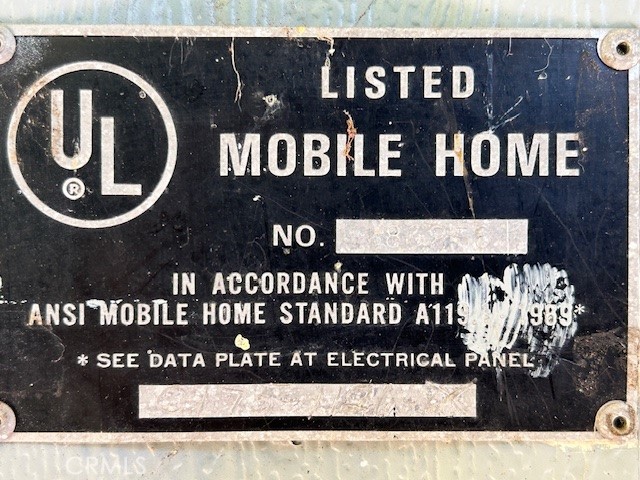 UL®
LISTED
MOBILE HOME
NO.
IN ACCORDANCE WITH
ANSI MOBILE HOME STANDARD
* SEE DATA PLATE AT ELECTRICAL PANEL
CRMLS